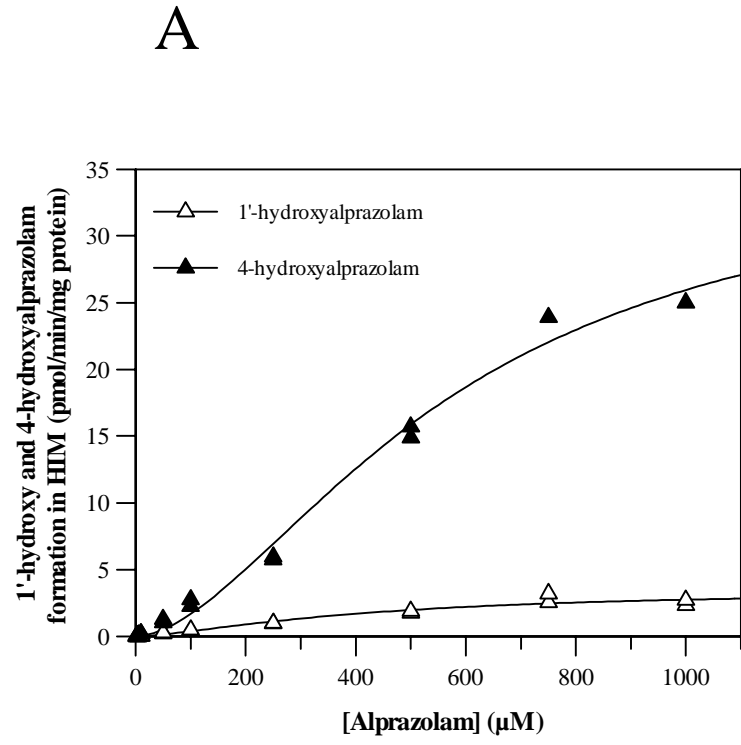 A
1'-hydroxy and 4-hydroxyalprazolam
formation in HIM (pmol/min/mg protein)
35
30
25
20
15
10
5
0
1'-hydroxyalprazolam
4-hydroxyalprazolam
0 200 400 600 800 1000
[Alprazolam] (µM)